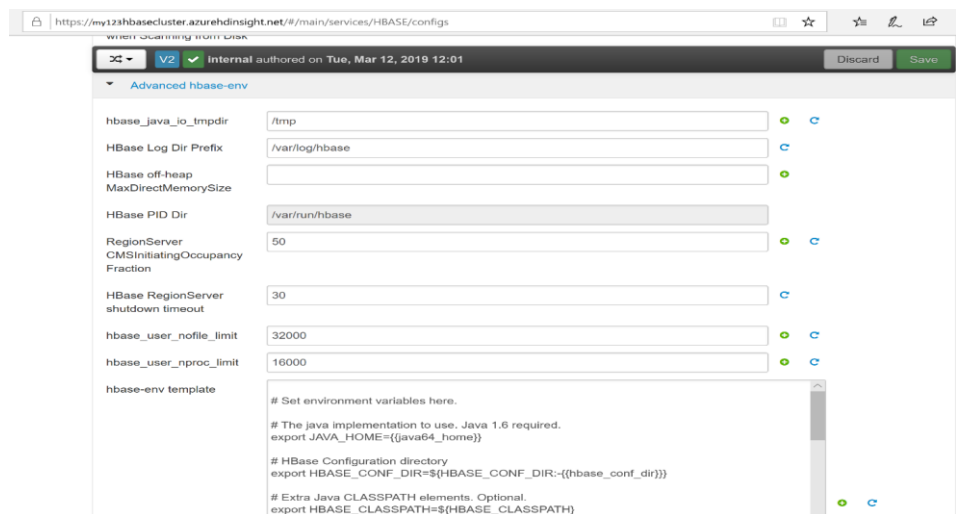 https://my123hbasecluster.azurehdinsight.net/#/main/services/HBASE/configs
when Scanning from Disk
V2 internal authored on Tue, Mar 12, 2019 12:01 Discard Save
Advanced hbase-env
hbase_java_io_tmpdir /tmp
HBase Log Dir Prefix /var/log/hbase
HBase off-heap
MaxDirectMemorySize
HBase PID Dir /var/run/hbase
RegionServer 50
CMSInitiatingOccupancy
Fraction
HBase RegionServer 30
shutdown timeout
hbase_user_nofile_limit 32000
hbase_user_nproc_limit 16000
hbase-env template
# Set environment variables here.
# The java implementation to use. Java 1.6 required.
export JAVA_HOME={{java64_home}}
# HBase Configuration directory
export HBASE_CONF_DIR=${HBASE_CONF_DIR:-{{hbase_conf_dir}}}
# Extra Java CLASSPATH elements. Optional.
export HBASE_CLASSPATH=${HBASE_CLASSPATH}